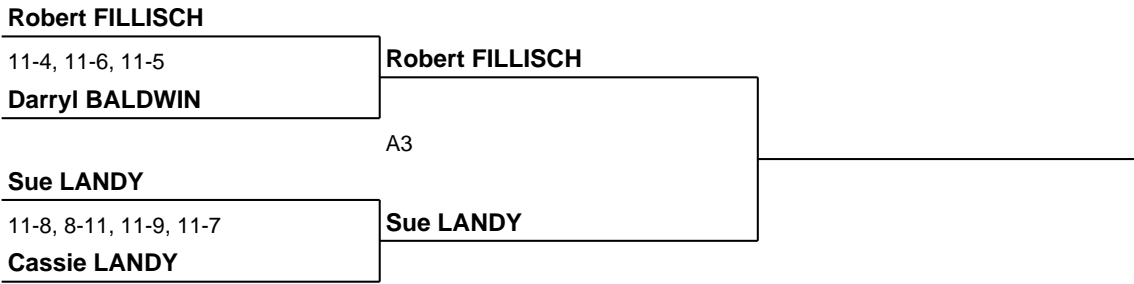 Robert FILLISCH
11-4, 11-6, 11-5
Robert FILLISCH
Darryl BALDWIN
A3
Sue LANDY
11-8, 8-11, 11-9, 11-7
Sue LANDY
Cassie LANDY